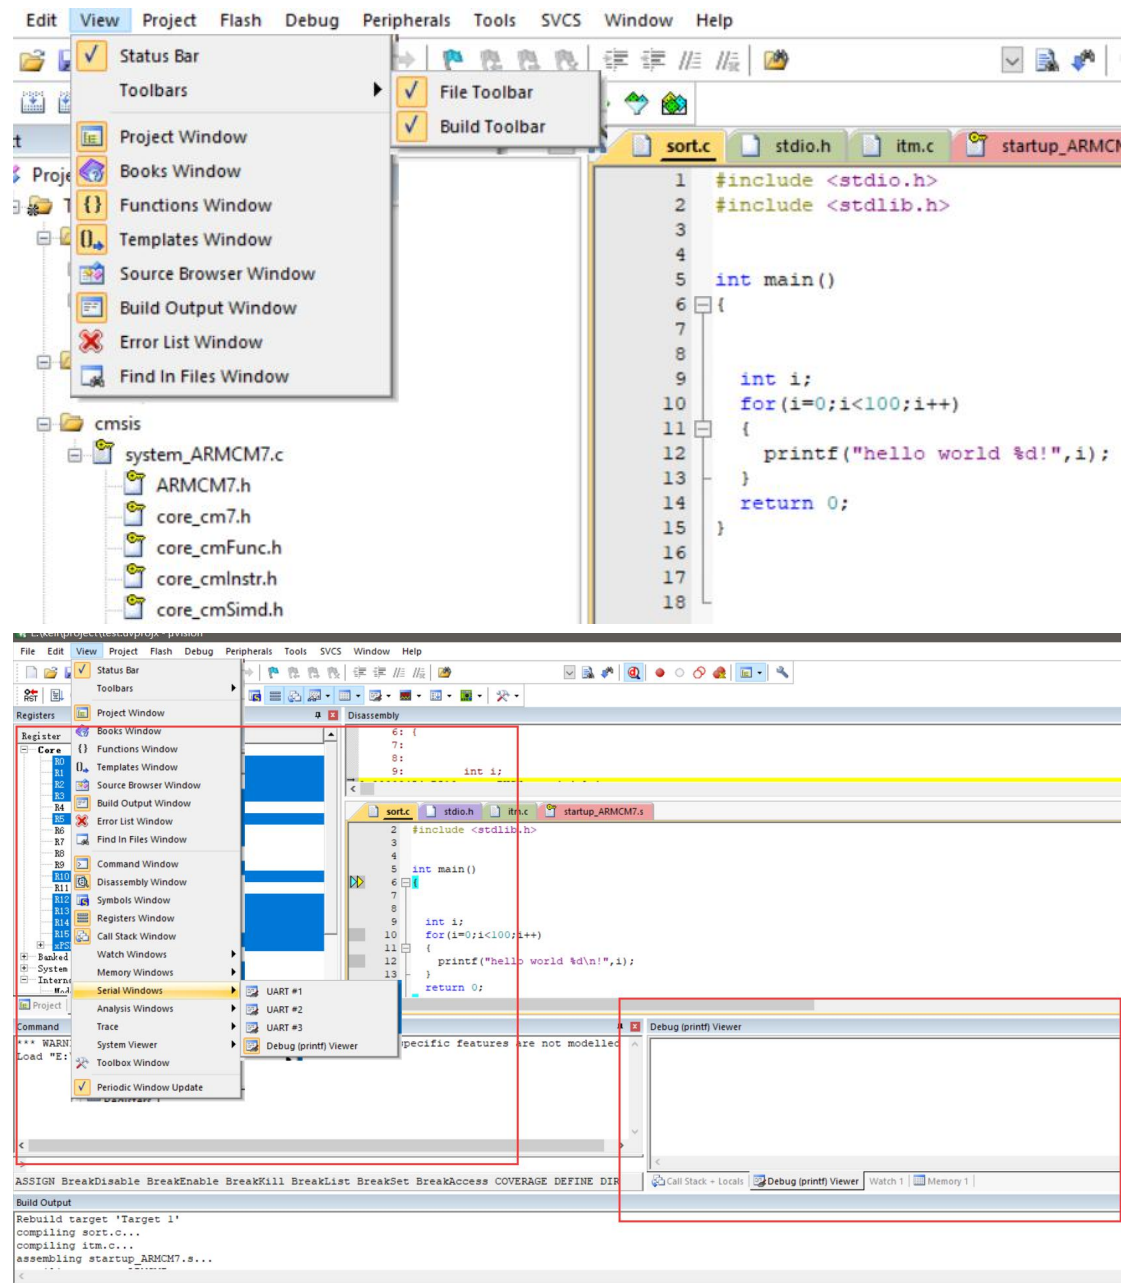 Edit View Project Flash Debug Peripherals Tools SVCS Window Help
Status Bar
Toolbars
File Toolbar
Build Toolbar
Project Window
Books Window
Functions Window
Templates Window
Source Browser Window
Build Output Window
Error List Window
Find In Files Window
cmsis
system_ARMCM7.c
ARMCM7.h
core_cm7.h
core_cmFunc.h
core_cmInstr.h
core_cmSimd.h
sort.c stdio.h itm.c
1 #include <stdio.h>
2 #include <stdlib.h>
3
4
5 int main()
6 {
7
8
9 int i;
10 for(i=0;i<100;i++)
11 {
12 printf("hello world %d!",i);
13 }
14 return 0;
15 }
16
17
18
File Edit View Project Flash Debug Peripherals Tools SVCS Window Help
Status Bar
Toolbars
Project Window
Books Window
Functions Window
Templates Window
Source Browser Window
Build Output Window
Error List Window
Find In Files Window
Command Window
Disassembly Window
Symbols Window
Registers Window
Call Stack Window
Watch Windows
Memory Windows
Serial Windows
Analysis Windows
Trace
System Viewer
Toolbox Window
Periodic Window Update
UART #1
UART #2
UART #3
Debug (printf) Viewer
Registers
Register
Core
R0
R1
R2
R3
R4
R5
R6
R7
R8
R9
R10
R11
R12
R13
R14
R15
Banked
System
Project
Disassembly
6: {
7:
8:
9: int i;
sort.c stdio.h itm.c startup_ARMCM7.s
2 #include <stdlib.h>
3
4
5 int main()
6 {
7
8
9 int i;
10 for(i=0;i<100;i++)
11 {
12 printf("hello world %d\n!",i);
13 }
return 0;
Command
features are not modelled
Load "E:
Debug (printf) Viewer
ASSIGN BreakDisable BreakEnable BreakKill BreakList BreakSet BreakAccess COVERAGE DEFINE DIR
Call Stack + Locals Debug (printf) Viewer Watch 1 Memory 1
Build Output
Rebuild target 'Target 1'
compiling sort.c...
compiling itm.c...
assembling startup_ARMCM7.s...